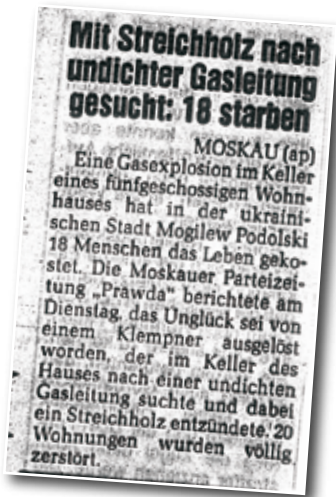 Mit Streichholz nach
undichter Gasleitung
gesucht: 18 starben
MOSKAU (ap)
Eine Gasexplosion im Keller
eines fünfgeschossigen Wohn-
hauses hat in der ukraini-
schen Stadt Mogilew Podolski
18 Menschen das Leben geko-
stet. Die Moskauer Parteizei-
tung „Prawda“ berichtete am
Dienstag, das Unglück sei von
einem Klempner ausgelöst
worden, der im Keller des
Hauses nach einer undichten
Gasleitung suchte und dabei
ein Streichholz entzündete. 20
Wohnungen wurden völlig
zerstört.